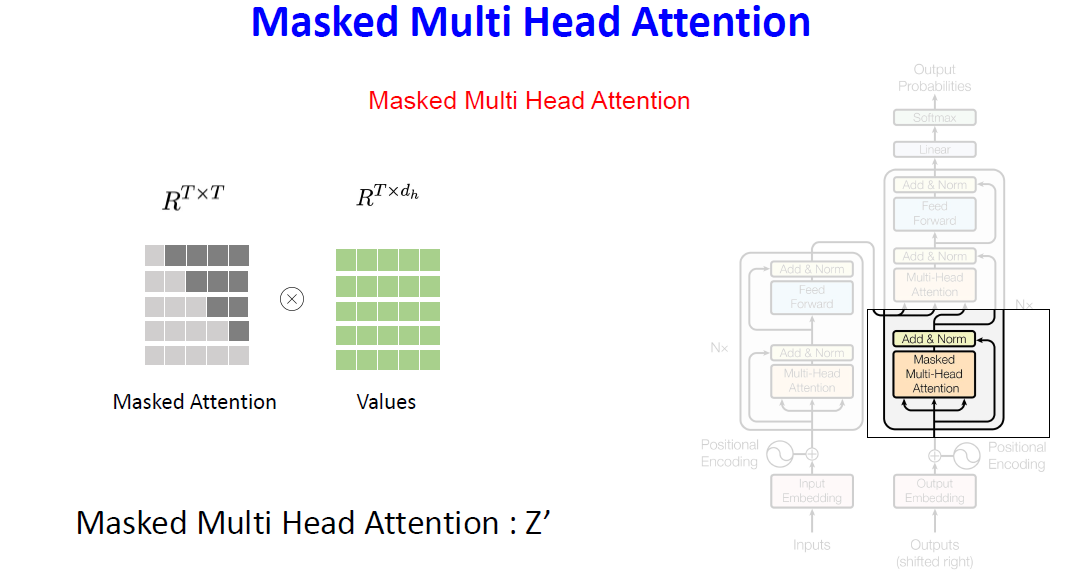 Masked Multi Head Attention
Masked Multi Head Attention
R^{T×T}
R^{T×d_h}
Masked Attention
Values
Masked Multi Head Attention : Z’
Output
Probabilities
Softmax
Linear
Add & Norm
Feed
Forward
Add & Norm
Multi-Head
Attention
N×
Add & Norm
Masked
Multi-Head
Attention
Add & Norm
Feed
Forward
N×
Add & Norm
Multi-Head
Attention
Positional
Encoding
Positional
Encoding
Input
Embedding
Output
Embedding
Inputs
Outputs
(shifted right)